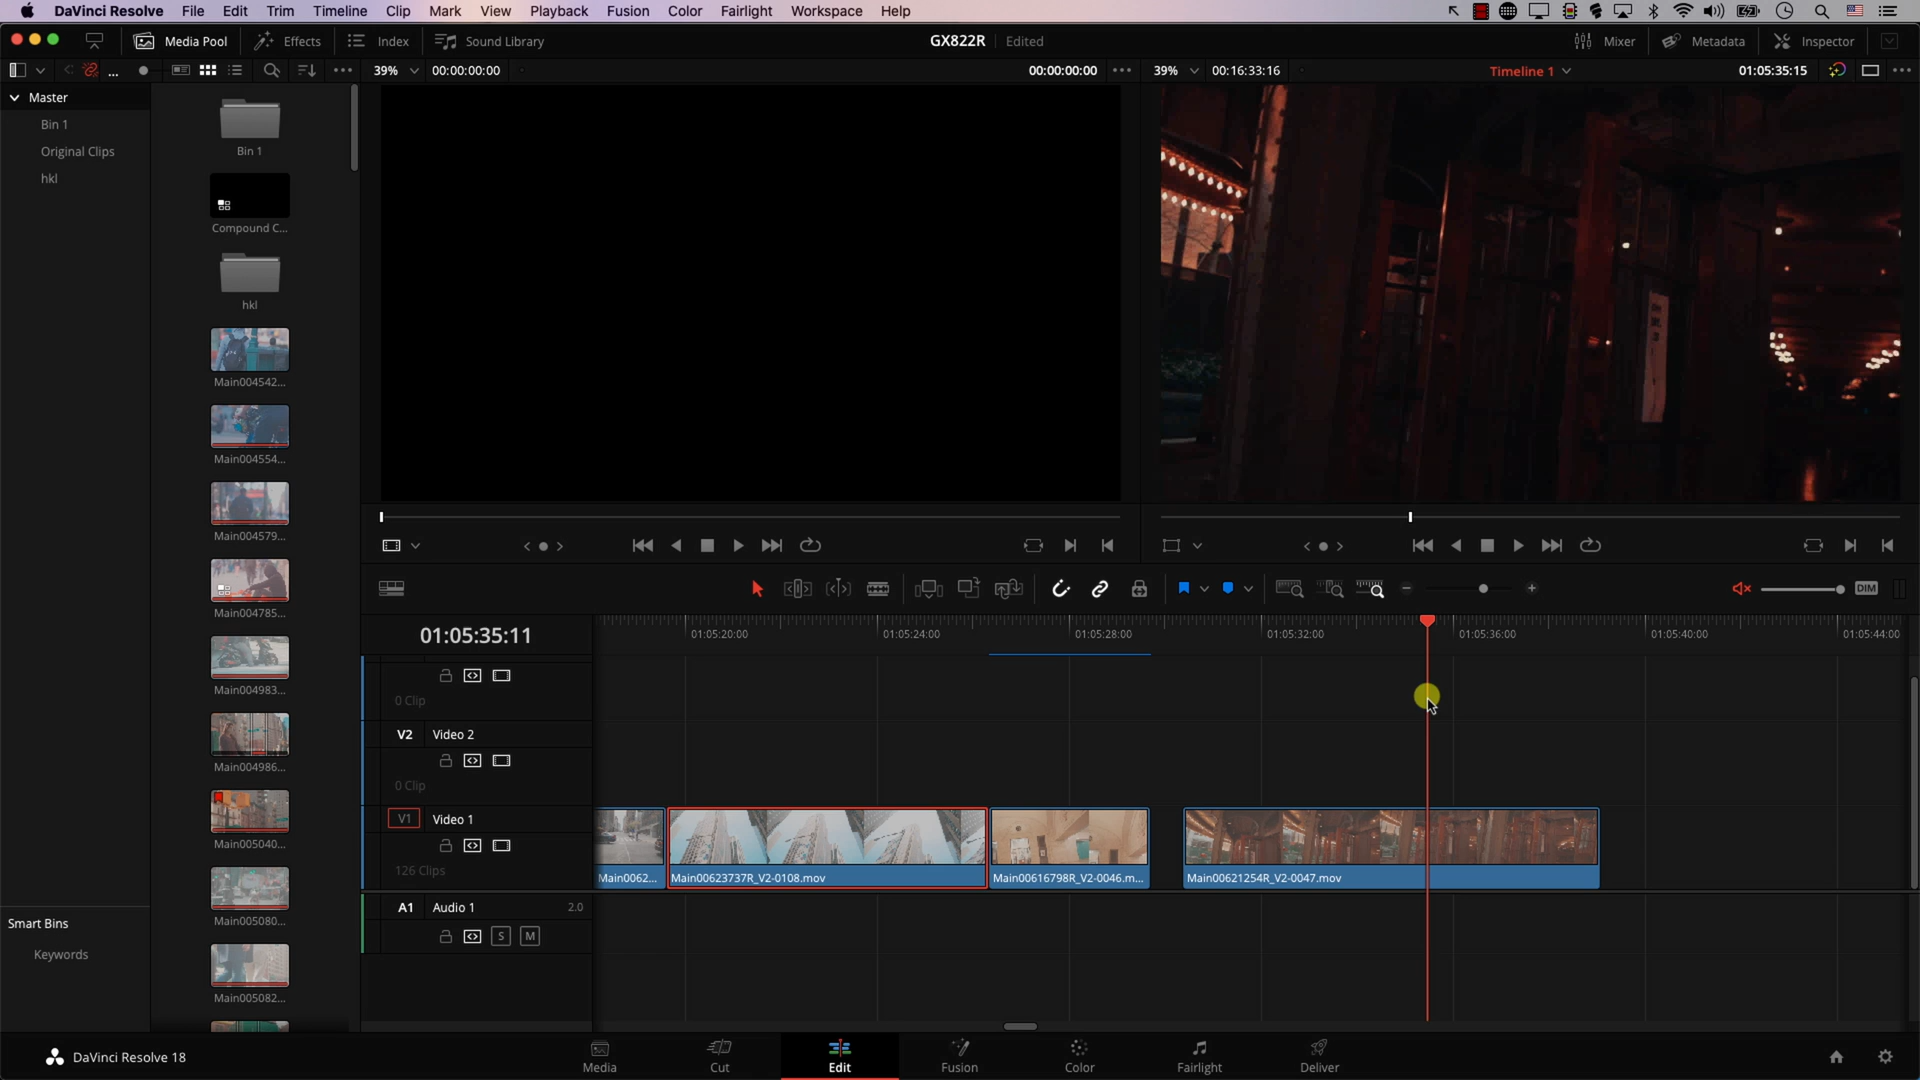 DaVinci Resolve File Edit Trim Timeline Clip Mark View Playback Fusion Color Fairlight Workspace Help
Media Pool Effects Index Sound Library GX822R Edited Mixer Metadata Inspector
... 39% 00:00:00:00 00:00:00:00 39% 00:16:33:16 Timeline 1 01:05:35:15
Master
Bin 1
Original Clips
hkl
Bin 1
Compound C...
hkl
Main004542...
Main004554...
Main004579...
Main004785...
Main004983...
Main004986...
Main005040...
Main005080...
Main005082...
Smart Bins
Keywords
DIM
01:05:35:11
01:05:20:00 01:05:24:00 01:05:28:00 01:05:32:00 01:05:36:00 01:05:40:00 01:05:44:00
0 Clip
V2 Video 2
0 Clip
V1 Video 1
126 Clips
Main0062... Main00623737R_V2-0108.mov Main00616798R_V2-0046.m... Main00621254R_V2-0047.mov
A1 Audio 1 2.0
S M
DaVinci Resolve 18
Media Cut Edit Fusion Color Fairlight Deliver